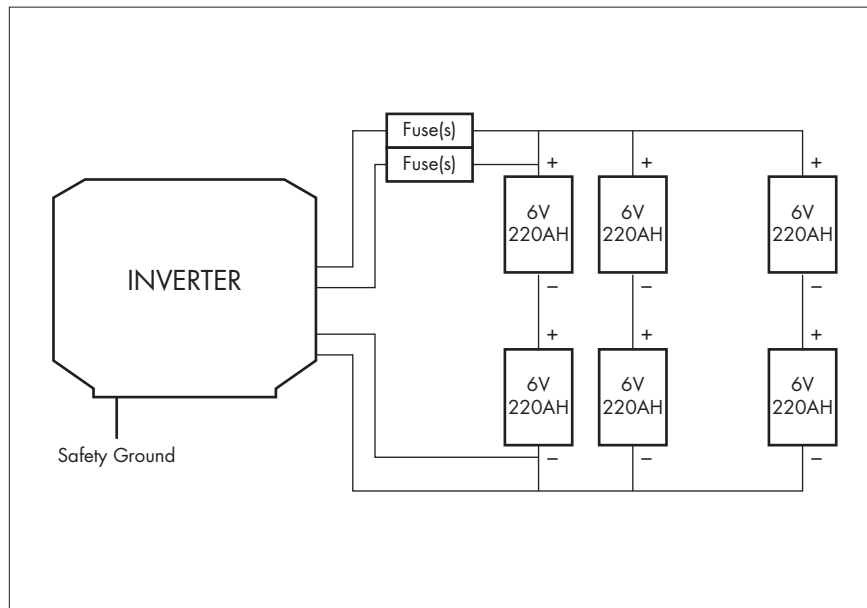 Fuse(s)
Fuse(s)
+ + +
6V 6V 6V
220AH 220AH 220AH
INVERTER
− − −
+ + +
6V 6V 6V
220AH 220AH 220AH
Safety Ground
− − −